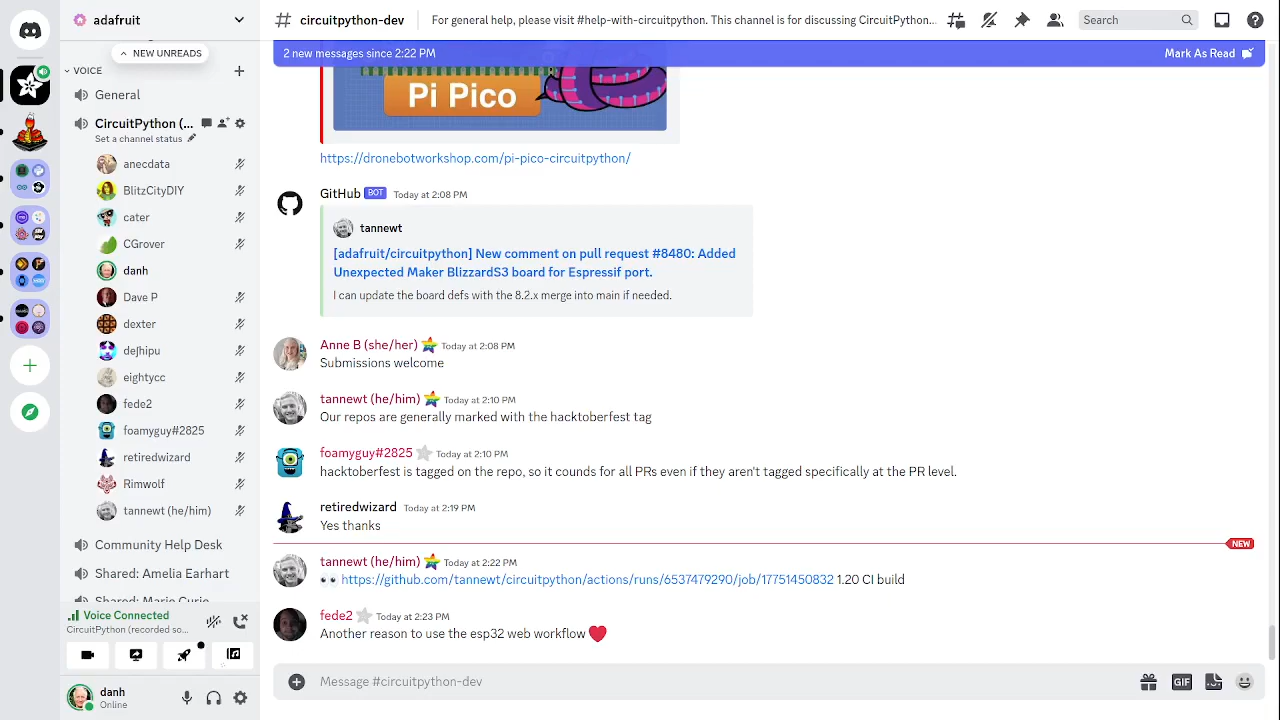 adafruit
# circuitpython-dev
For general help, please visit #help-with-circuitpython. This channel is for discussing CircuitPython...
Search
NEW UNREADS
2 new messages since 2:22 PM
Mark As Read
VOICE
General
CircuitPython (...
Set a channel status
anecdata
BlitzCityDIY
cater
CGrover
danh
Dave P
dexter
deʃhipu
eightycc
fede2
foamyguy#2825
retiredwizard
Rimwolf
tannewt (he/him)
Community Help Desk
Shared: Amelia Earhart
Shared: Marie Curie
Voice Connected
CircuitPython (recorded so...
danh
Online
Pi Pico
https://dronebotworkshop.com/pi-pico-circuitpython/
GitHub BOT Today at 2:08 PM
tannewt
[adafruit/circuitpython] New comment on pull request #8480: Added
Unexpected Maker BlizzardS3 board for Espressif port.
I can update the board defs with the 8.2.x merge into main if needed.
Anne B (she/her) Today at 2:08 PM
Submissions welcome
tannewt (he/him) Today at 2:10 PM
Our repos are generally marked with the hacktoberfest tag
foamyguy#2825 Today at 2:10 PM
hacktoberfest is tagged on the repo, so it counds for all PRs even if they aren't tagged specifically at the PR level.
retiredwizard Today at 2:19 PM
Yes thanks
NEW
tannewt (he/him) Today at 2:22 PM
👀 https://github.com/tannewt/circuitpython/actions/runs/6537479290/job/17751450832 1.20 CI build
fede2 Today at 2:23 PM
Another reason to use the esp32 web workflow ❤️
Message #circuitpython-dev
GIF